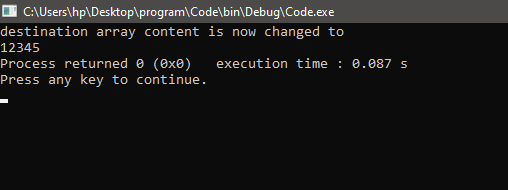 C:\Users\hp\Desktop\program\Code\bin\Debug\Code.exe
destination array content is now changed to
12345
Process returned 0 (0x0)   execution time : 0.087 s
Press any key to continue.